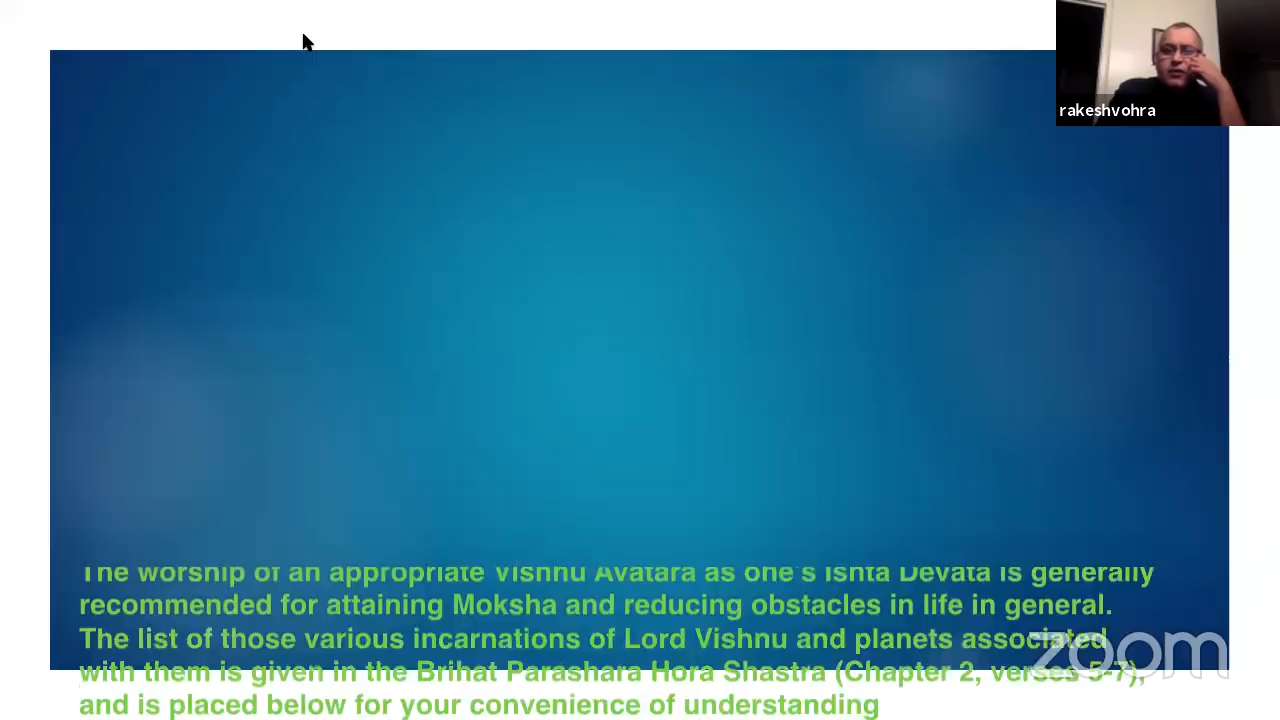 rakeshvohra
The worship of an appropriate Vishnu Avatara as one's Ishta Devata is generally
recommended for attaining Moksha and reducing obstacles in life in general.
The list of those various incarnations of Lord Vishnu and planets associated
with them is given in the Brihat Parashara Hora Shastra (Chapter 2, verses 5-7),
and is placed below for your convenience of understanding
zoom